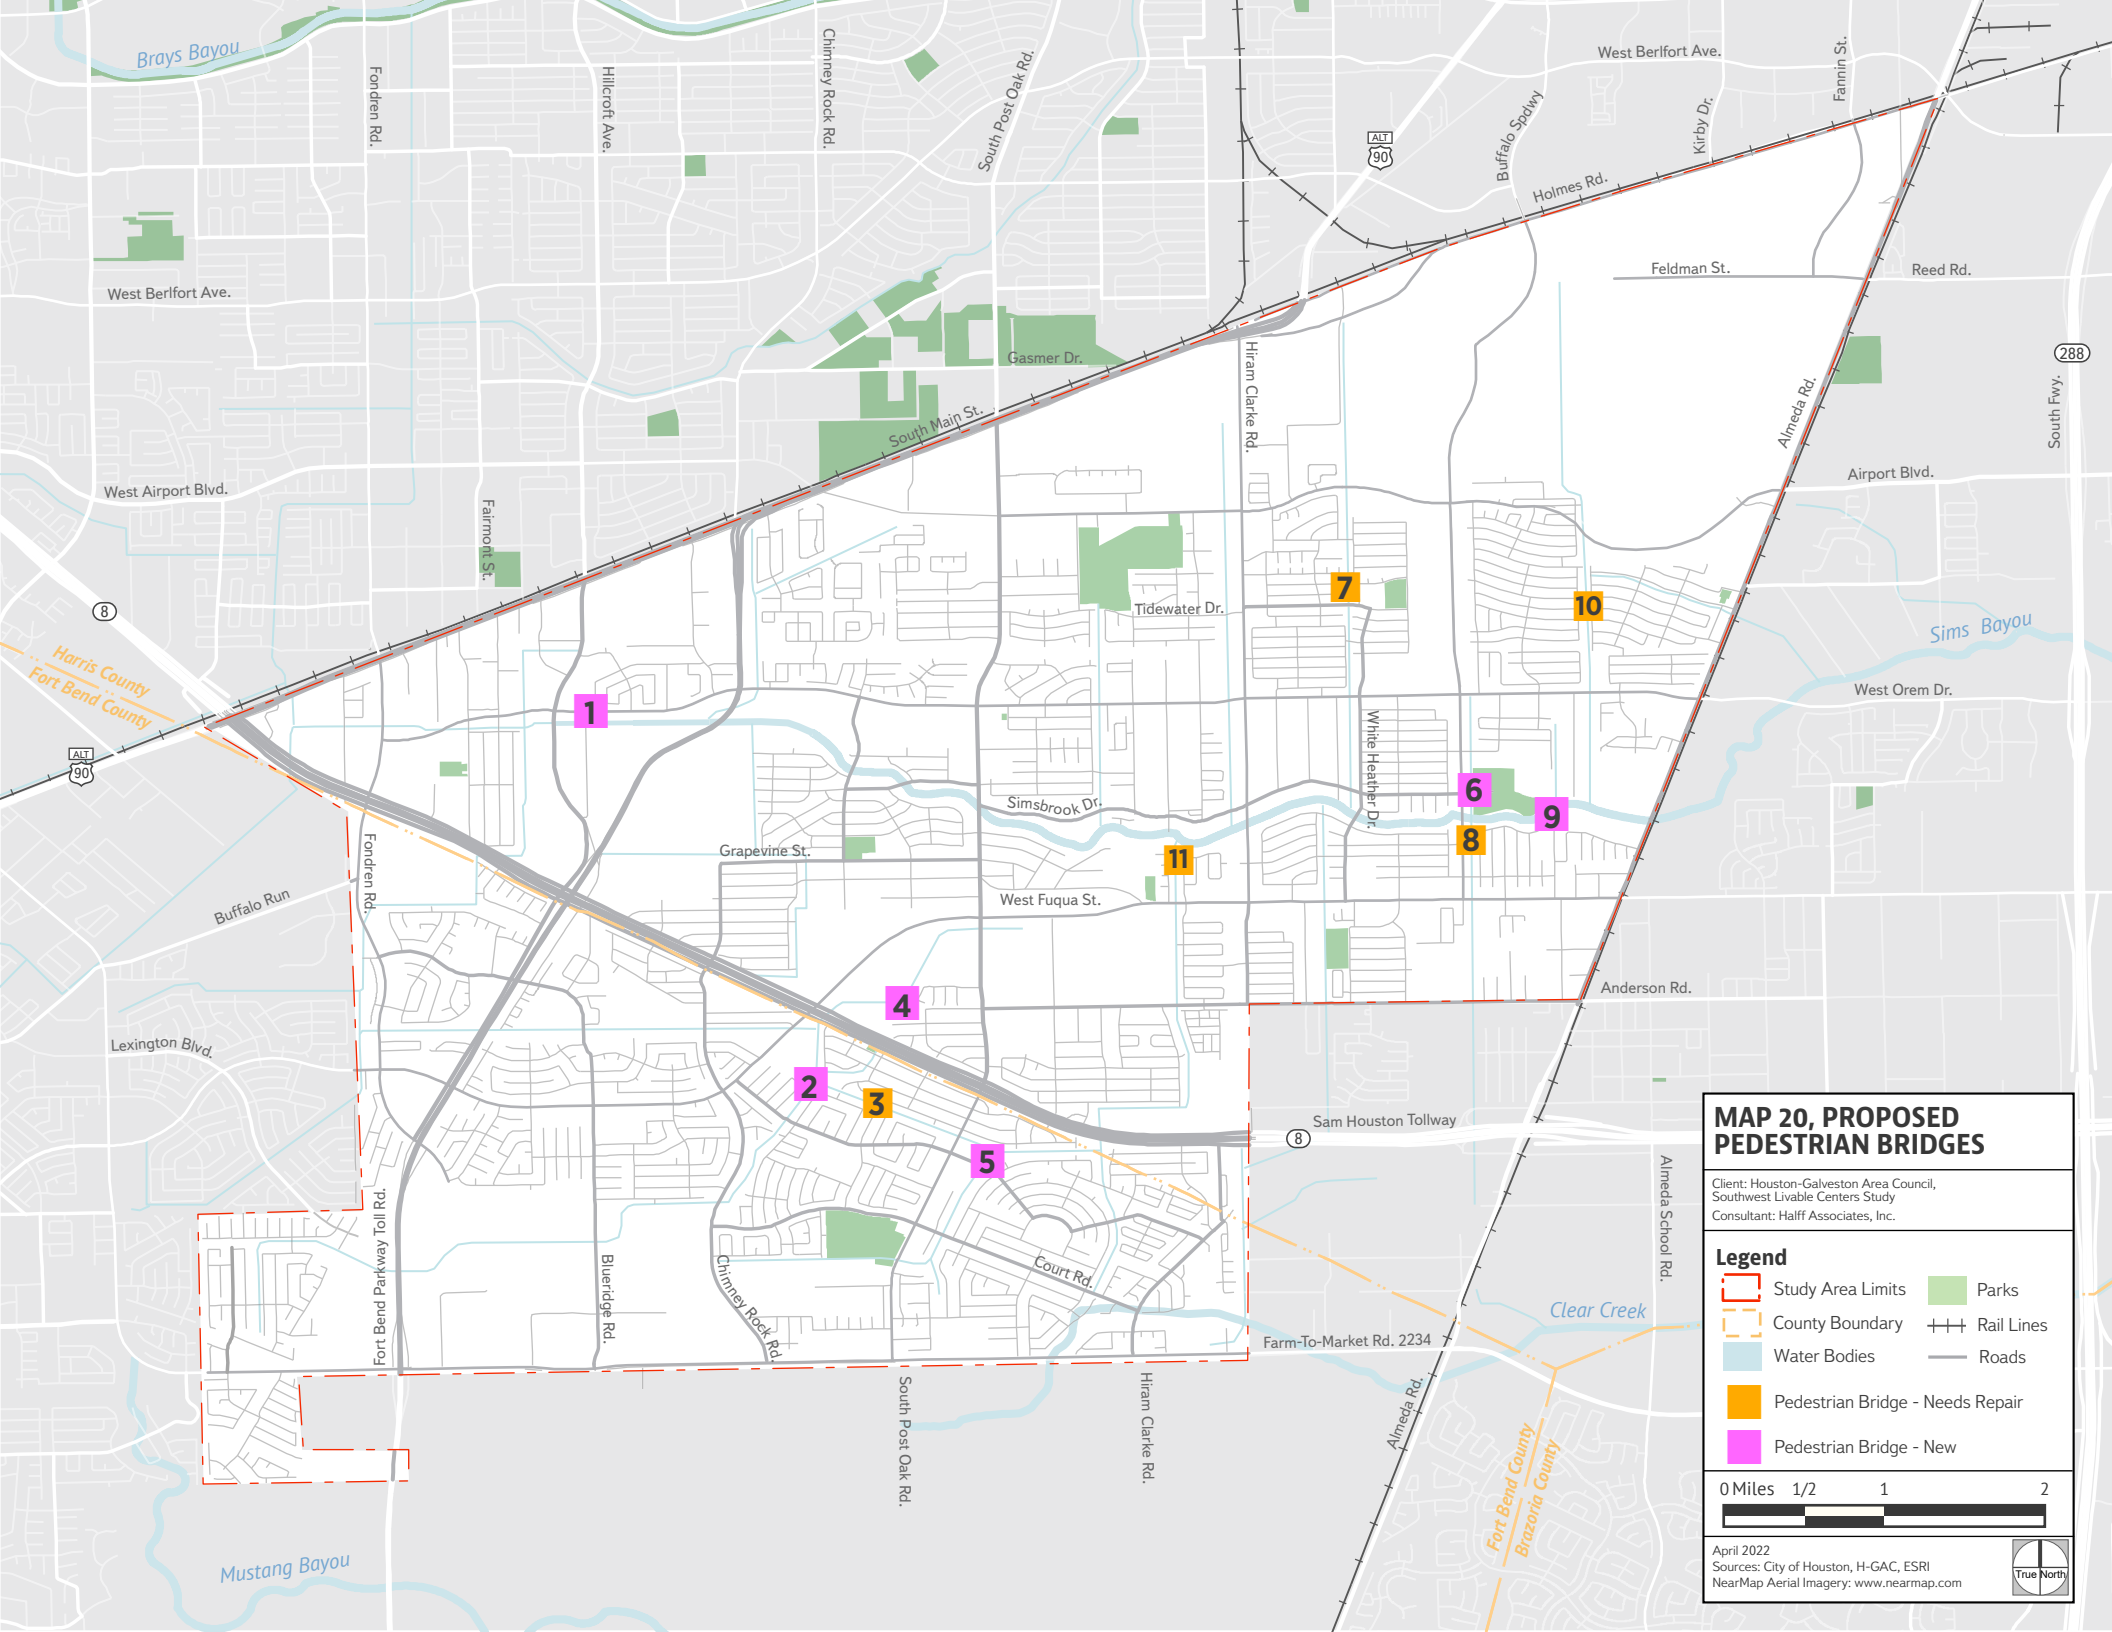 Brays Bayou
Fondren Rd.
Hillcroft Ave.
Chimney Rock Rd.
South Post Oak Rd.
ALT
90
Buffalo Spdwy
West Berlfort Ave.
Kirby Dr.
Fannin St.
Holmes Rd.
Feldman St.
Reed Rd.
West Berlfort Ave.
Gasmer Dr.
Hiram Clarke Rd.
288
South Fwy.
Almeda Rd.
South Main St.
West Airport Blvd.
Airport Blvd.
Fairmont St.
7
10
Tidewater Dr.
8
Sims Bayou
Harris County
Fort Bend County
West Orem Dr.
1
White Heather Dr.
ALT
90
6
Simsbrook Dr.
9
8
Grapevine St.
11
Fondren Rd.
Buffalo Run
West Fuqua St.
4
Anderson Rd.
Lexington Blvd.
2
3
Sam Houston Tollway
8
5
Almeda School Rd.
Fort Bend Parkway Toll Rd.
Blueridge Rd.
Chimney Rock Rd.
Court Rd.
Clear Creek
Farm-To-Market Rd. 2234
South Post Oak Rd.
Hiram Clarke Rd.
Almeda Rd.
Fort Bend County
Brazoria County
Mustang Bayou
MAP 20, PROPOSED
PEDESTRIAN BRIDGES
Client: Houston-Galveston Area Council,
Southwest Livable Centers Study
Consultant: Halff Associates, Inc.
Legend
Study Area Limits
Parks
County Boundary
Rail Lines
Water Bodies
Roads
Pedestrian Bridge - Needs Repair
Pedestrian Bridge - New
0 Miles 1/2 1 2
April 2022
Sources: City of Houston, H-GAC, ESRI
NearMap Aerial Imagery: www.nearmap.com
True North